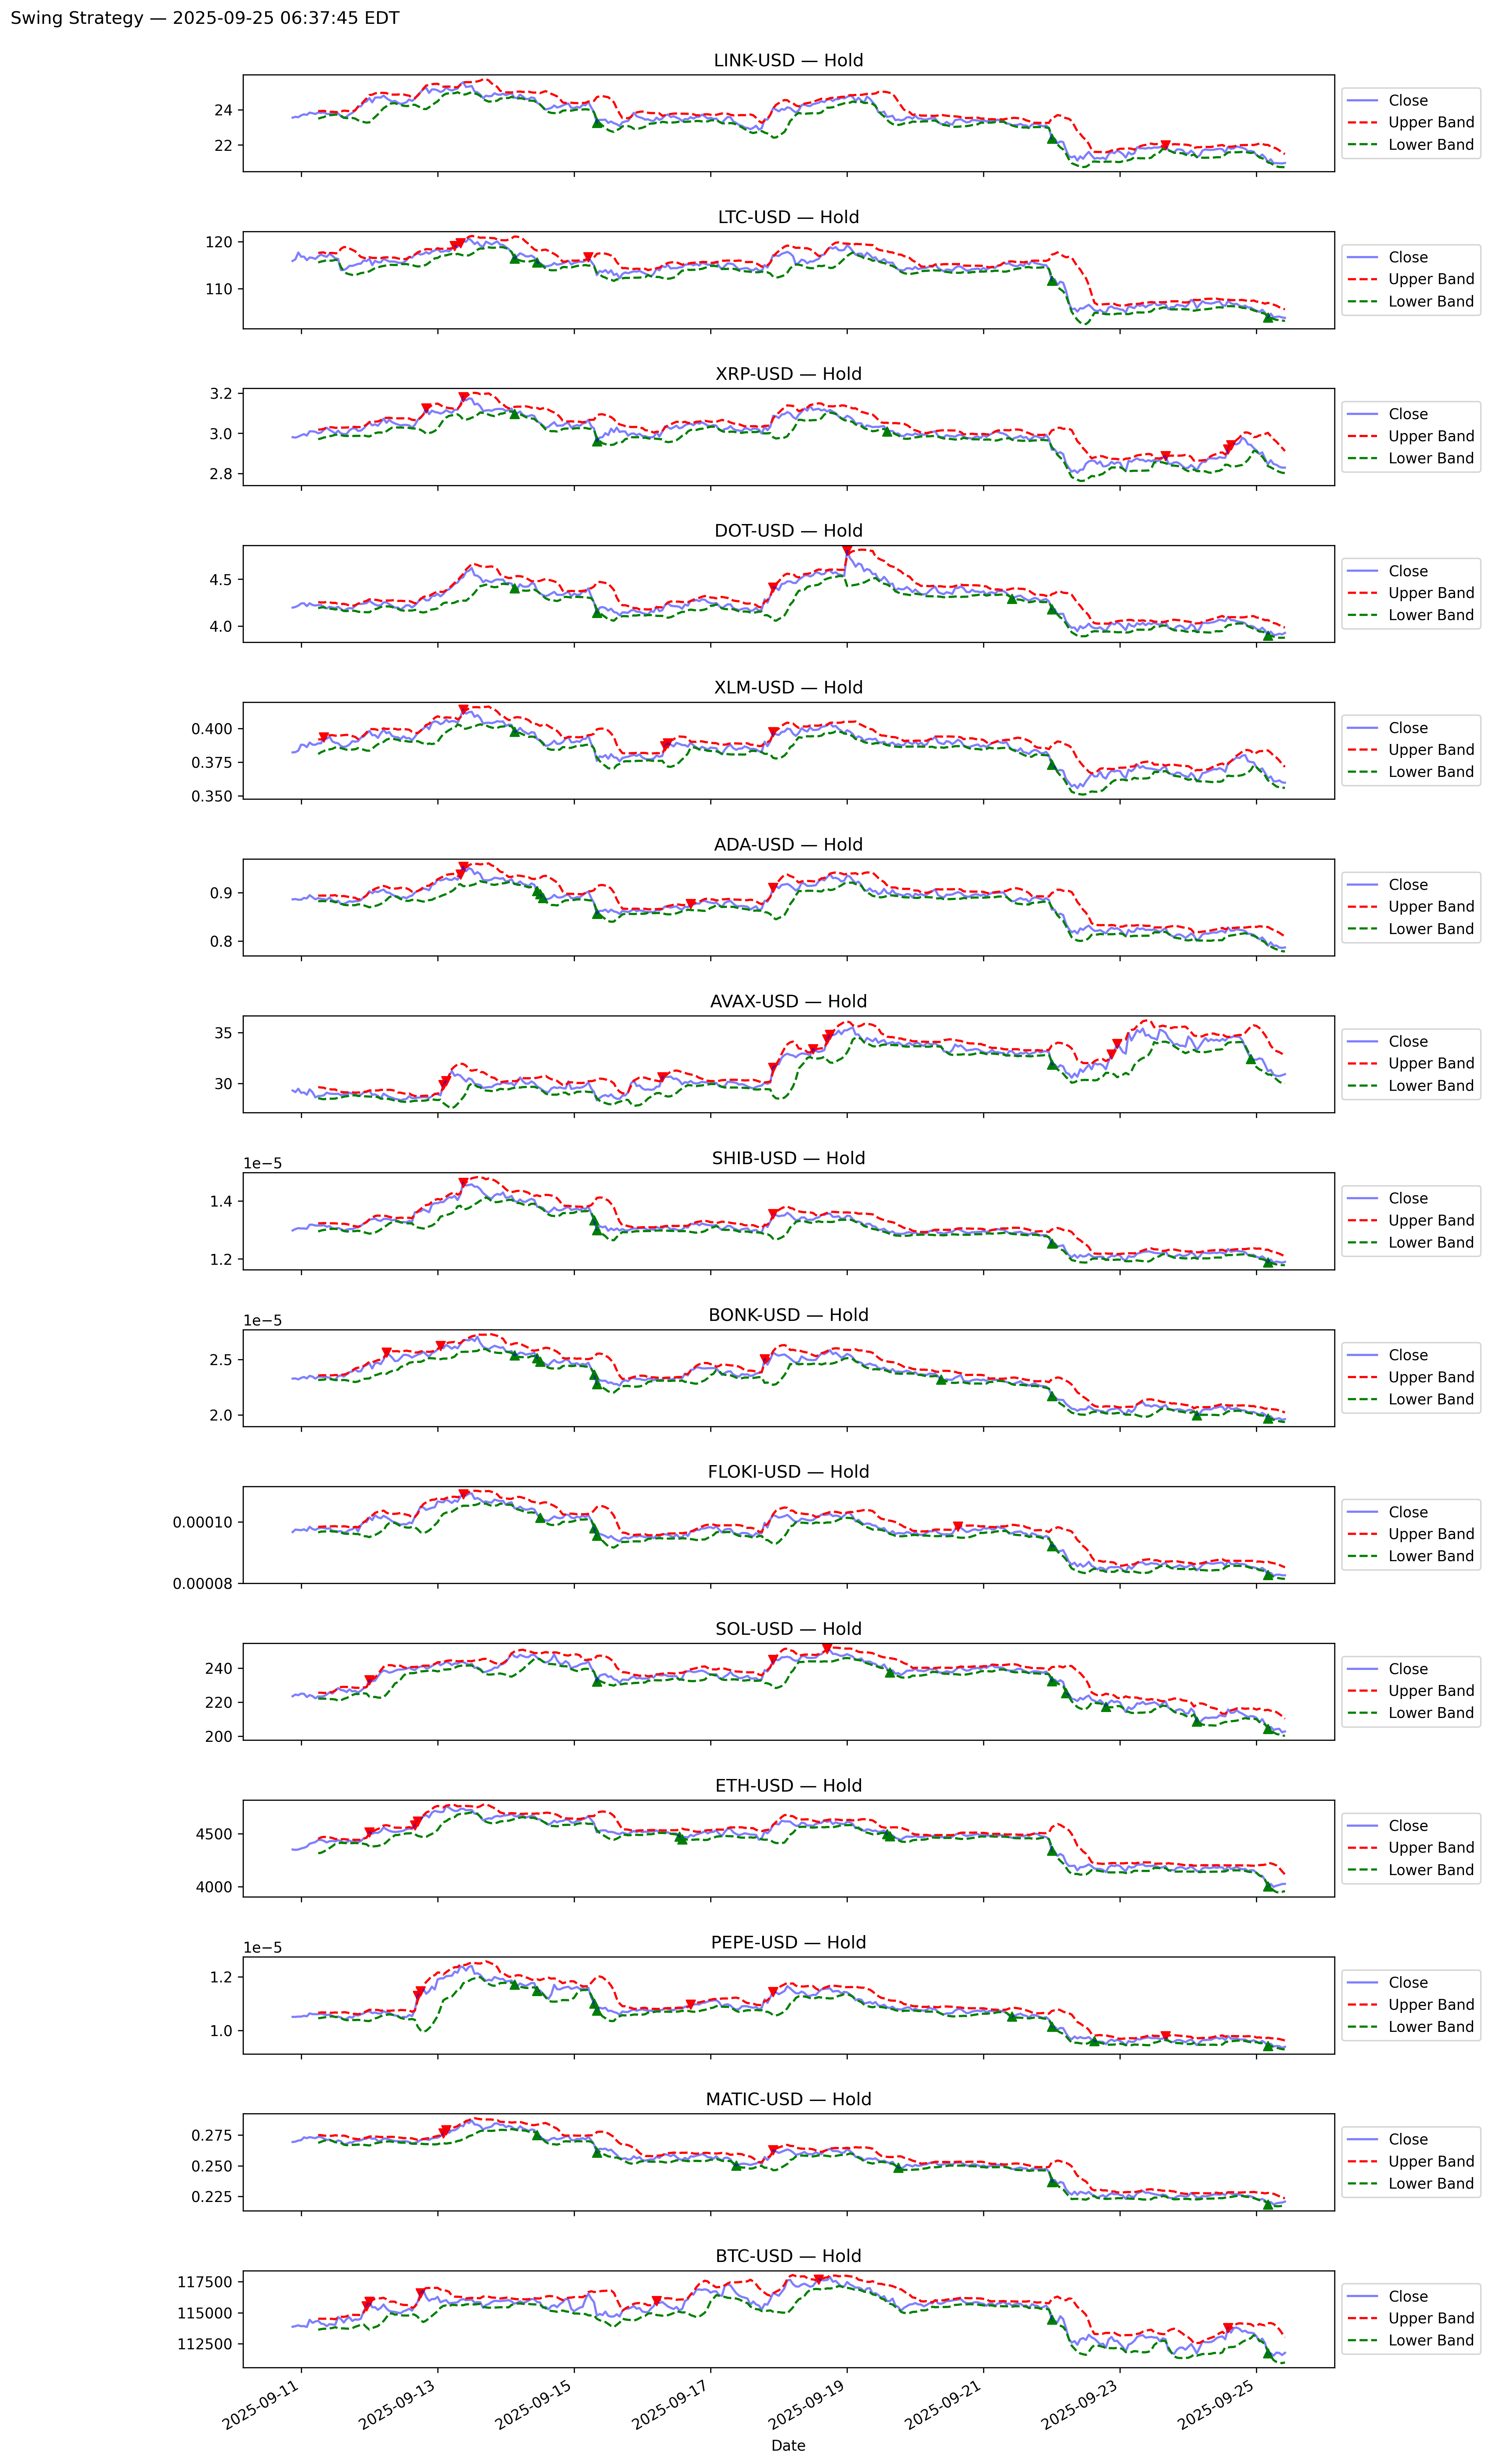 Swing Strategy — 2025-09-25 06:37:45 EDT
LINK-USD — Hold
24
22
Close
Upper Band
Lower Band
LTC-USD — Hold
120
110
Close
Upper Band
Lower Band
XRP-USD — Hold
3.2
3.0
2.8
Close
Upper Band
Lower Band
DOT-USD — Hold
4.5
4.0
Close
Upper Band
Lower Band
XLM-USD — Hold
0.400
0.375
0.350
Close
Upper Band
Lower Band
ADA-USD — Hold
0.9
0.8
Close
Upper Band
Lower Band
AVAX-USD — Hold
35
30
Close
Upper Band
Lower Band
SHIB-USD — Hold
1e−5
1.4
1.2
Close
Upper Band
Lower Band
BONK-USD — Hold
1e−5
2.5
2.0
Close
Upper Band
Lower Band
FLOKI-USD — Hold
0.00010
0.00008
Close
Upper Band
Lower Band
SOL-USD — Hold
240
220
200
Close
Upper Band
Lower Band
ETH-USD — Hold
4500
4000
Close
Upper Band
Lower Band
PEPE-USD — Hold
1e−5
1.2
1.0
Close
Upper Band
Lower Band
MATIC-USD — Hold
0.275
0.250
0.225
Close
Upper Band
Lower Band
BTC-USD — Hold
117500
115000
112500
Close
Upper Band
Lower Band
2025-09-11
2025-09-13
2025-09-15
2025-09-17
2025-09-19
2025-09-21
2025-09-23
2025-09-25
Date